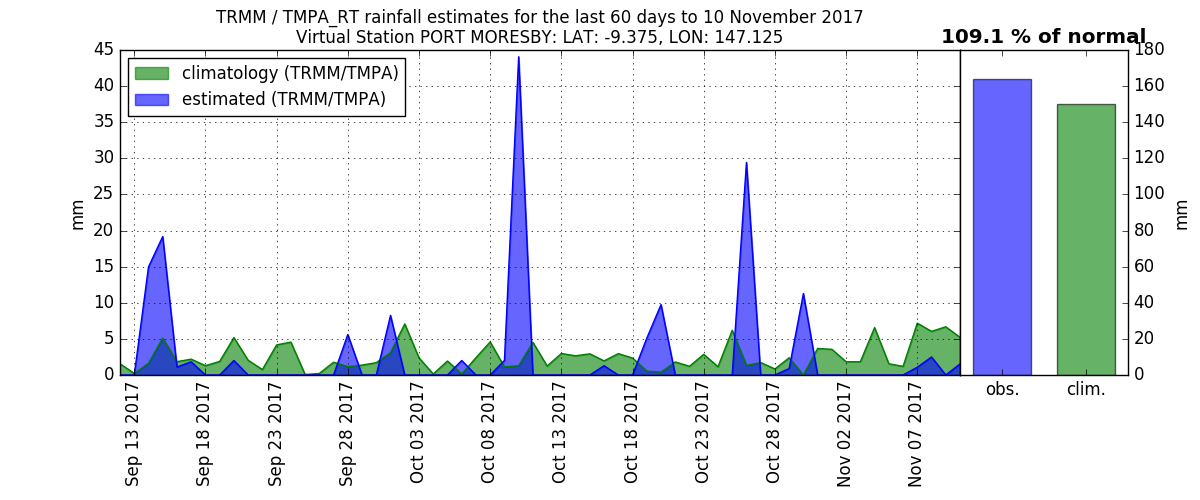 TRMM / TMPA_RT rainfall estimates for the last 60 days to 10 November 2017
Virtual Station PORT MORESBY: LAT: -9.375, LON: 147.125
109.1 % of normal
climatology (TRMM/TMPA)
estimated (TRMM/TMPA)
mm
45
40
35
30
25
20
15
10
5
0
Sep 13 2017
Sep 18 2017
Sep 23 2017
Sep 28 2017
Oct 03 2017
Oct 08 2017
Oct 13 2017
Oct 18 2017
Oct 23 2017
Oct 28 2017
Nov 02 2017
Nov 07 2017
obs.
clim.
180
160
140
120
100
80
60
40
20
0
mm